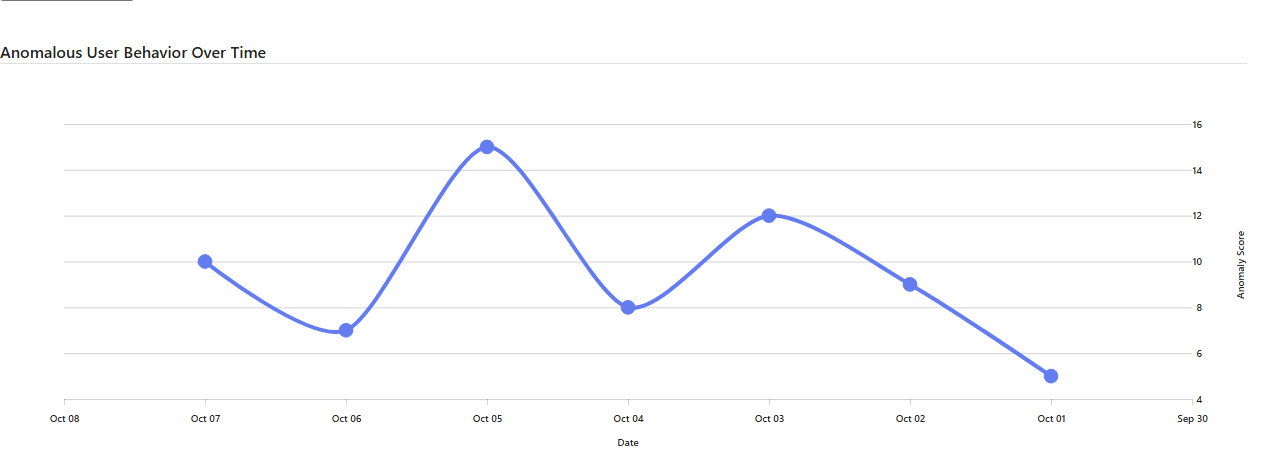 Anomalous User Behavior Over Time
16
14
12
10
8
6
4
Anomaly Score
Oct 08 Oct 07 Oct 06 Oct 05 Oct 04 Oct 03 Oct 02 Oct 01 Sep 30
Date